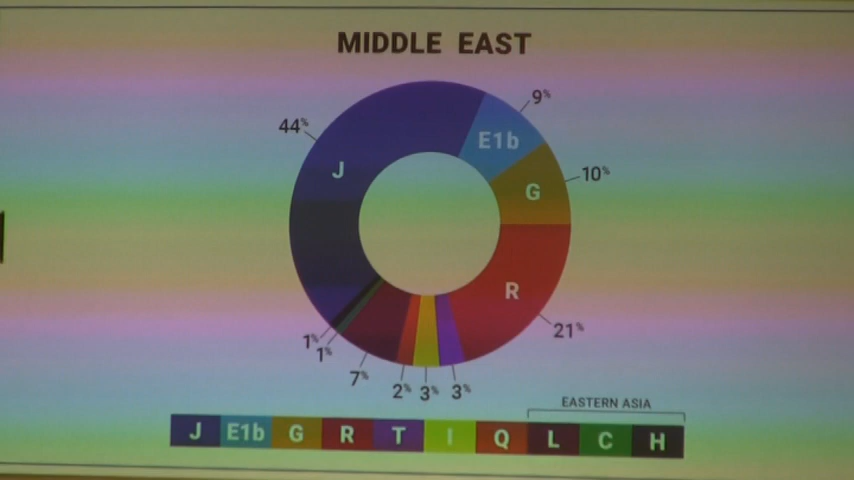 MIDDLE EAST
9%
44%
E1b
J
10%
G
R
21%
1%
1%
7%
2%
3%
3%
EASTERN ASIA
J E1b G R T I Q L C H